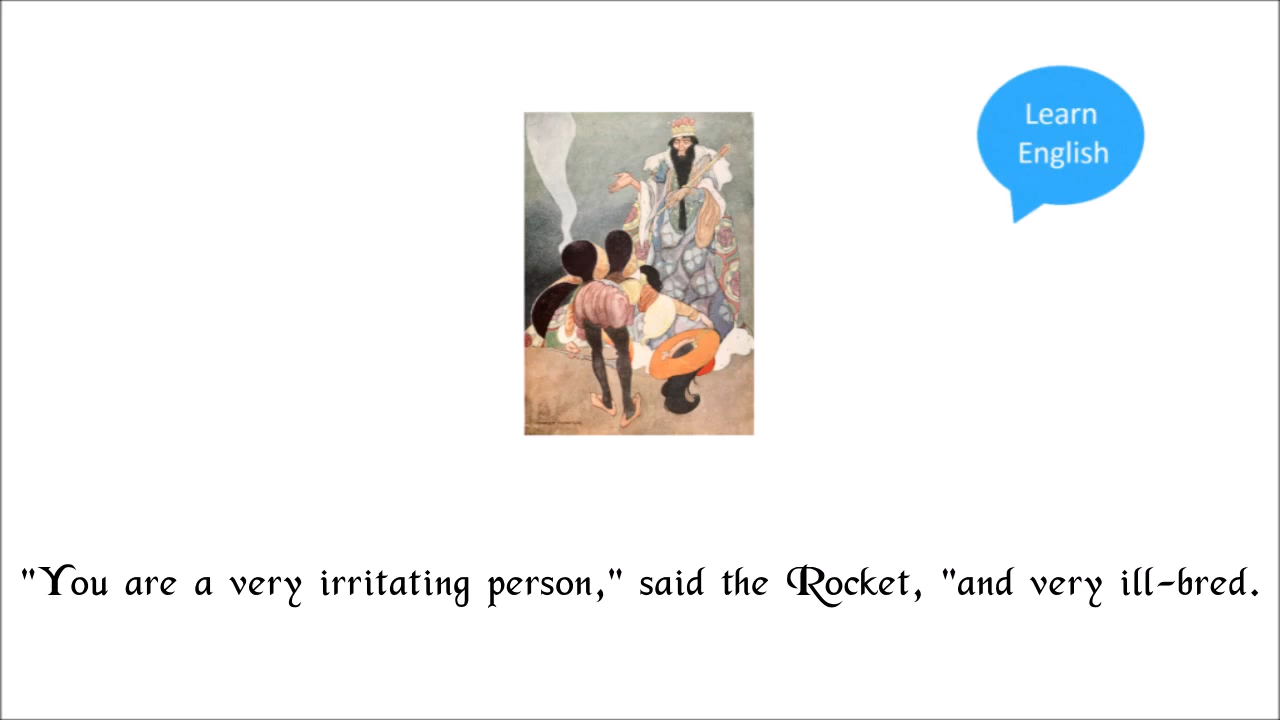 Learn
English
"You are a very irritating person," said the Rocket, "and very ill-bred.